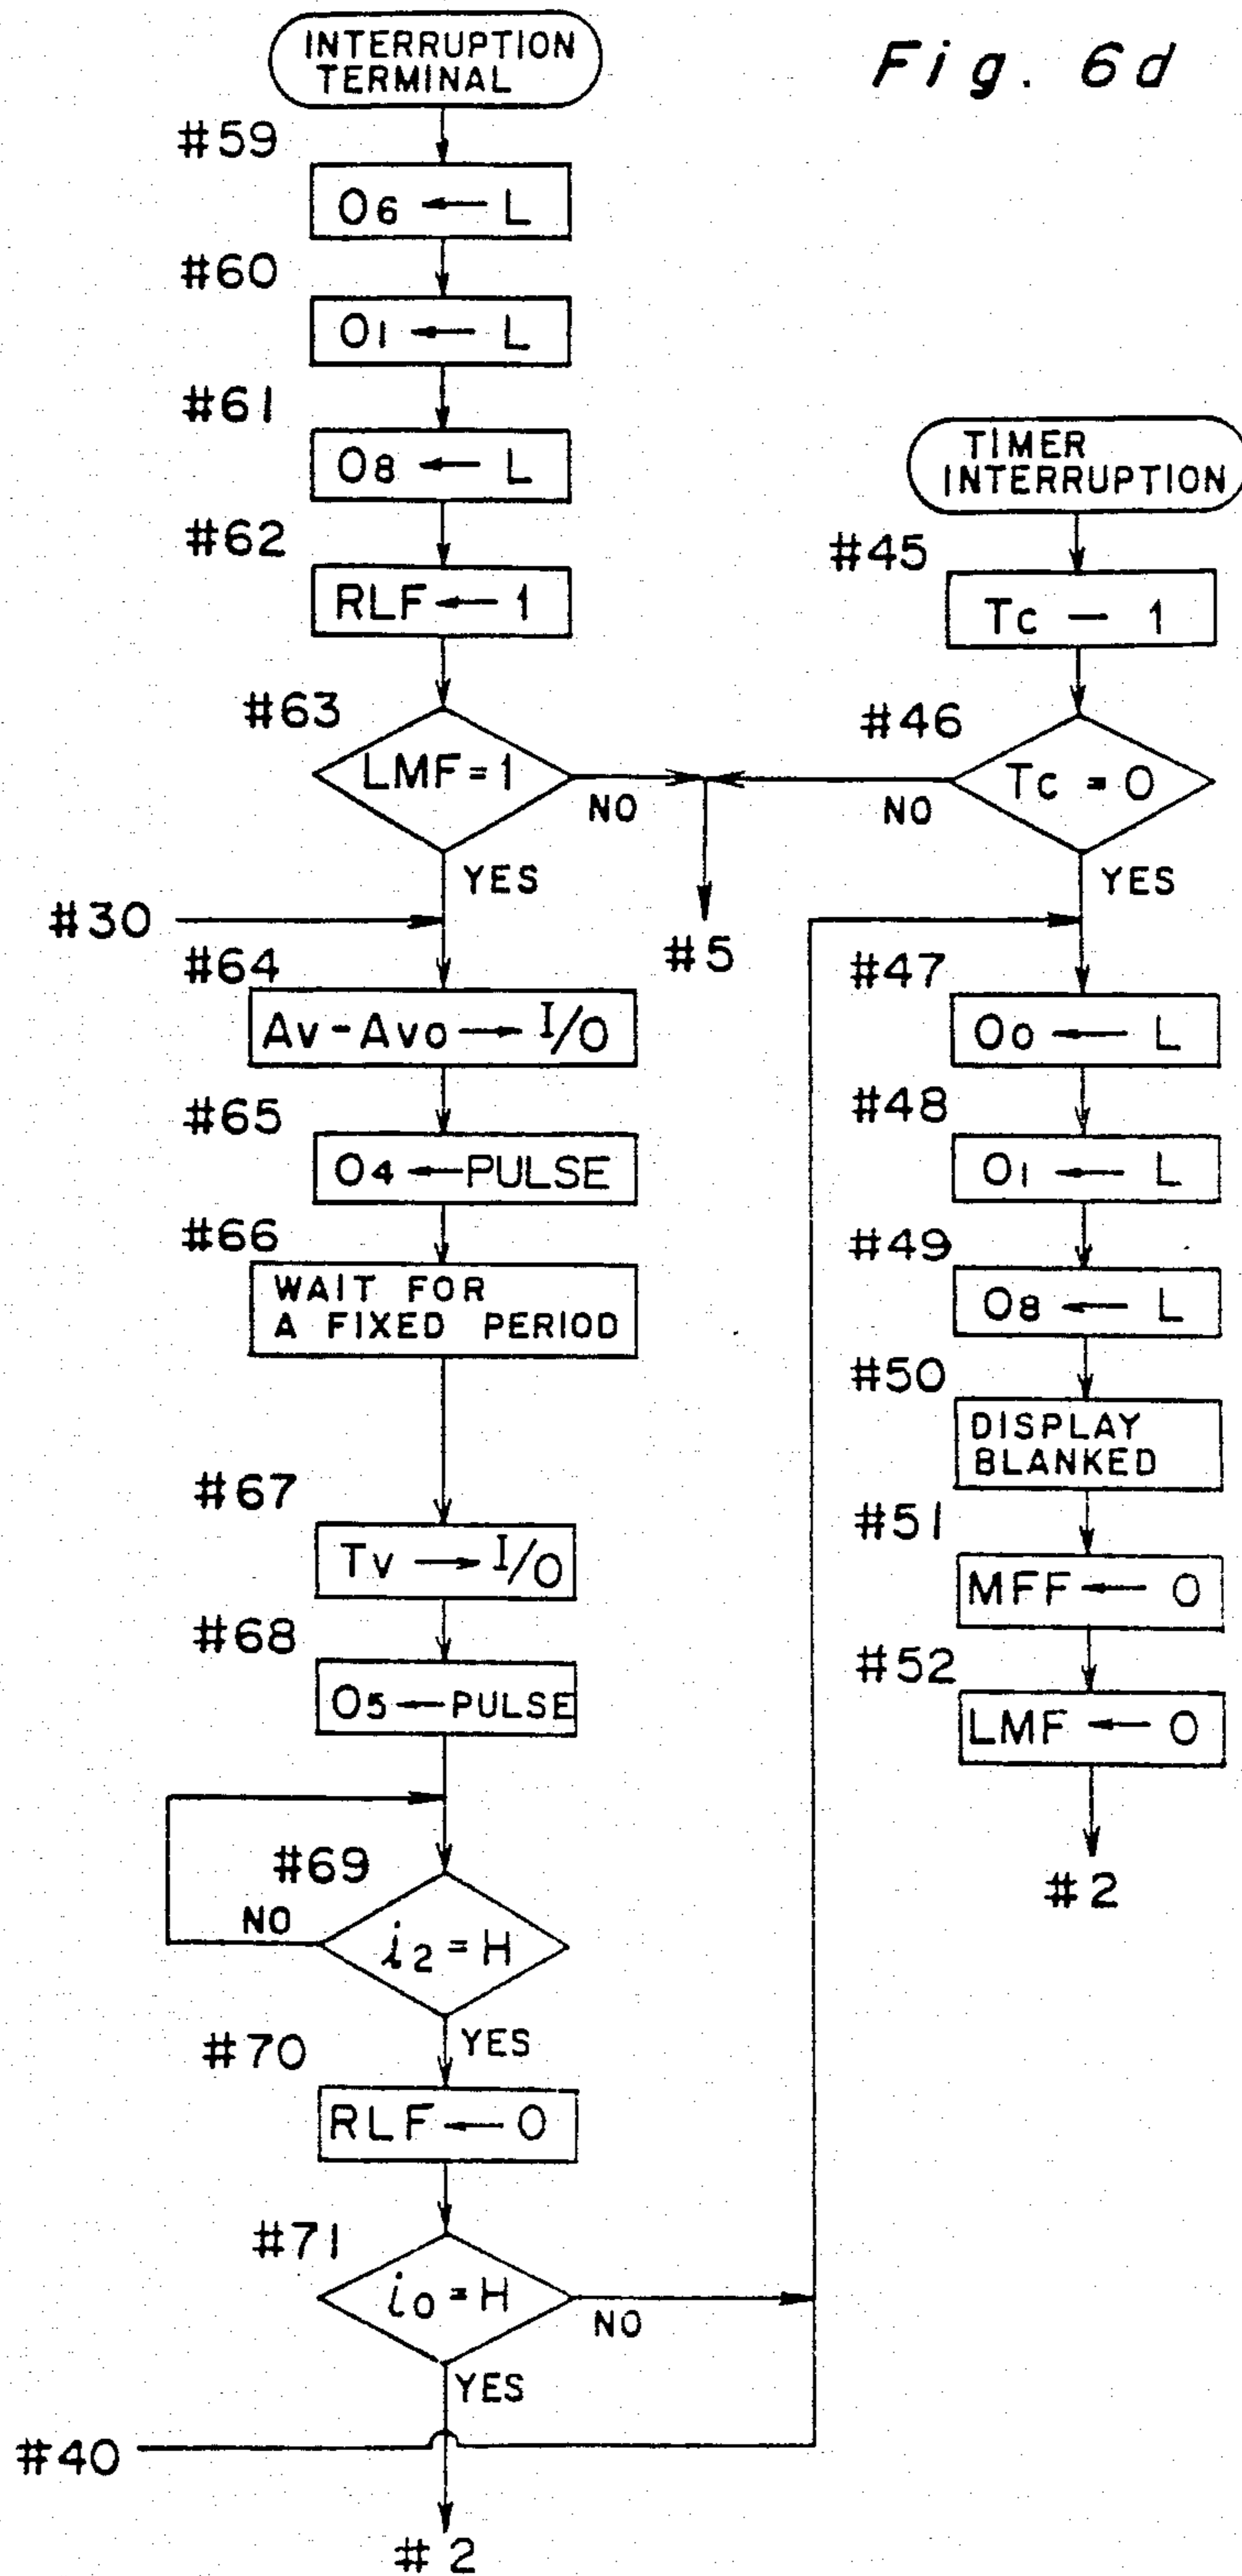 Fig. 6d
INTERRUPTION
TERMINAL
#59
O6 ← L
#60
O1 ← L
#61
O8 ← L
#62
RLF ← 1
#63
LMF = 1
NO
YES
#30
#5
#64
Av - Avo → I/O
#65
O4 ← PULSE
#66
WAIT FOR
A FIXED PERIOD
#67
Tv → I/O
#68
O5 ← PULSE
#69
NO
i2 = H
YES
#70
RLF ← 0
#71
i0 = H
NO
YES
#40
#2
TIMER
INTERRUPTION
#45
Tc - 1
#46
Tc = 0
NO
YES
#47
O0 ← L
#48
O1 ← L
#49
O8 ← L
#50
DISPLAY
BLANKED
#51
MFF ← 0
#52
LMF ← 0
#2